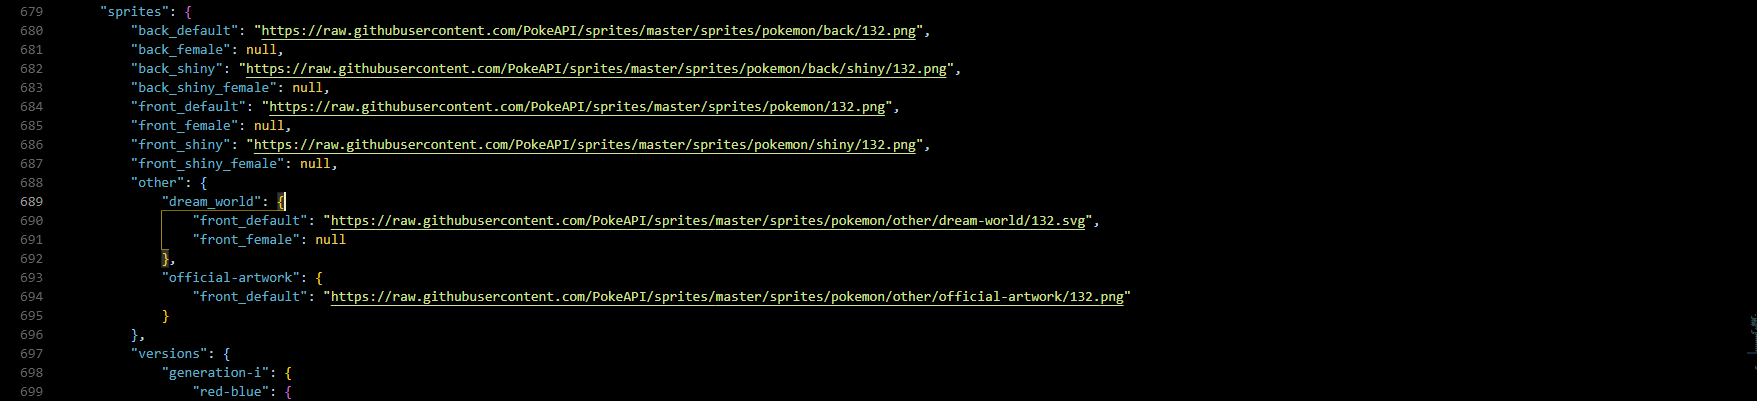 679 "sprites": {
680 "back_default": "https://raw.githubusercontent.com/PokeAPI/sprites/master/sprites/pokemon/back/132.png",
681 "back_female": null,
682 "back_shiny": "https://raw.githubusercontent.com/PokeAPI/sprites/master/sprites/pokemon/back/shiny/132.png",
683 "back_shiny_female": null,
684 "front_default": "https://raw.githubusercontent.com/PokeAPI/sprites/master/sprites/pokemon/132.png",
685 "front_female": null,
686 "front_shiny": "https://raw.githubusercontent.com/PokeAPI/sprites/master/sprites/pokemon/shiny/132.png",
687 "front_shiny_female": null,
688 "other": {
689 "dream_world": {
690 "front_default": "https://raw.githubusercontent.com/PokeAPI/sprites/master/sprites/pokemon/other/dream-world/132.svg",
691 "front_female": null
692 },
693 "official-artwork": {
694 "front_default": "https://raw.githubusercontent.com/PokeAPI/sprites/master/sprites/pokemon/other/official-artwork/132.png"
695 }
696 },
697 "versions": {
698 "generation-i": {
699 "red-blue": {